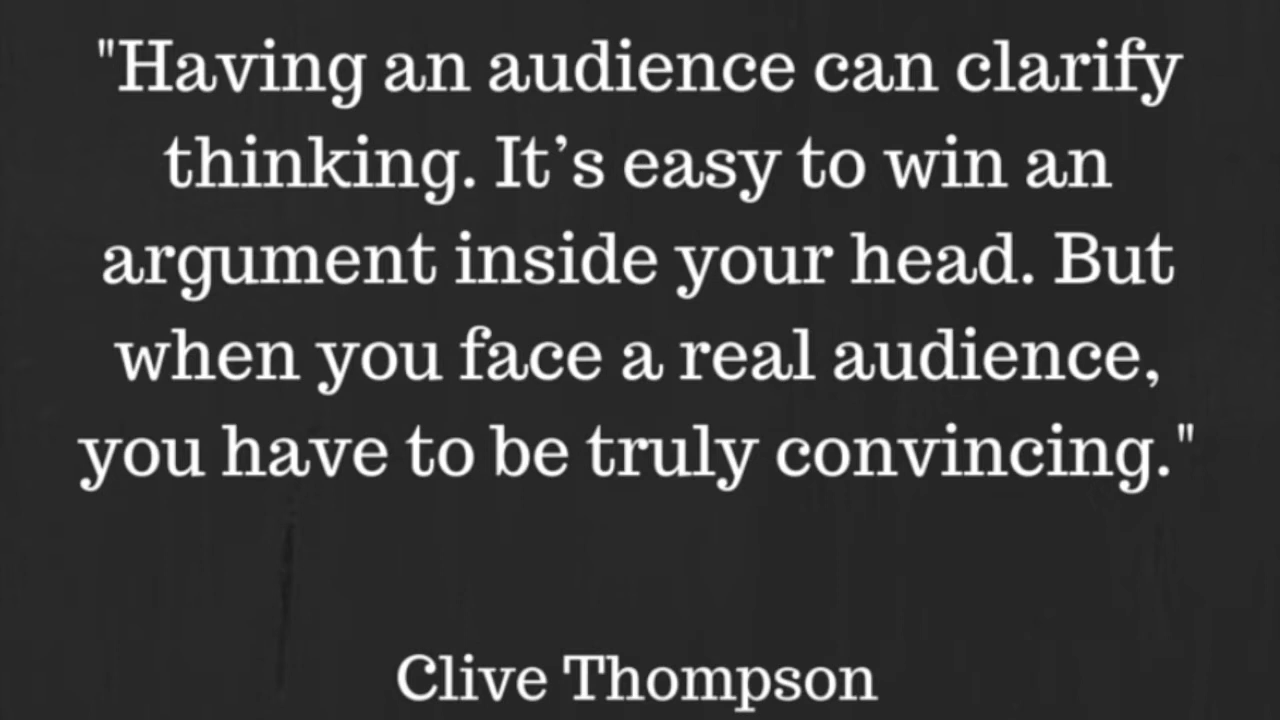 "Having an audience can clarify
thinking. It’s easy to win an
argument inside your head. But
when you face a real audience,
you have to be truly convincing."
Clive Thompson